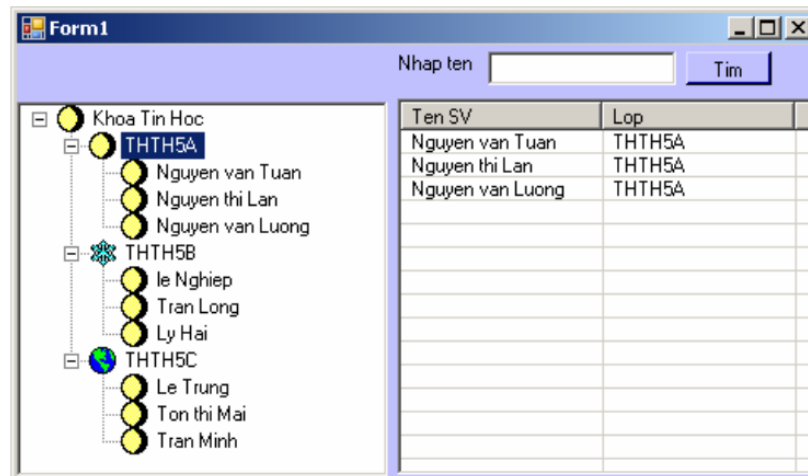 Form1
Nhap ten Tim
Khoa Tin Hoc
THTH5A
Nguyen van Tuan
Nguyen thi Lan
Nguyen van Luong
THTH5B
le Nghiep
Tran Long
Ly Hai
THTH5C
Le Trung
Ton thi Mai
Tran Minh
Ten SV Lop
Nguyen van Tuan THTH5A
Nguyen thi Lan THTH5A
Nguyen van Luong THTH5A